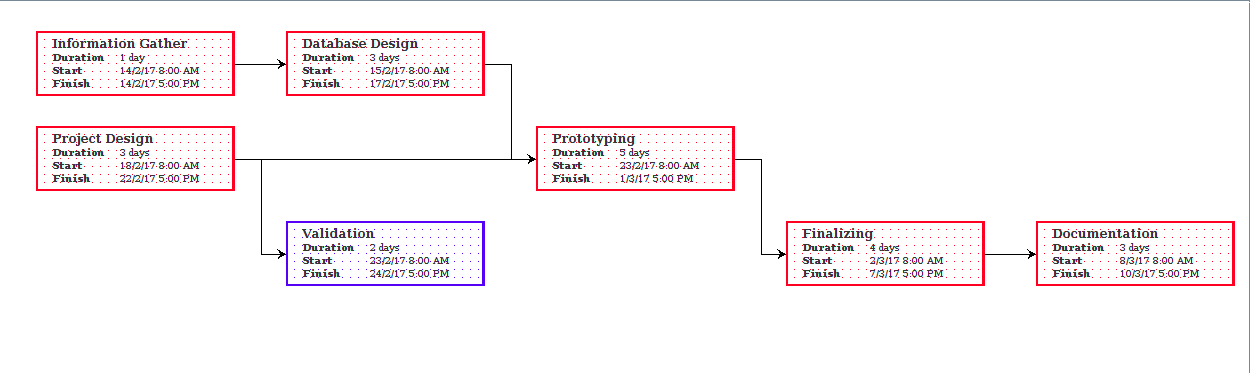 Information Gather
Duration 1 day
Start 14/2/17 8:00 AM
Finish 14/2/17 5:00 PM
Database Design
Duration 3 days
Start 15/2/17 8:00 AM
Finish 17/2/17 5:00 PM
Project Design
Duration 3 days
Start 18/2/17 8:00 AM
Finish 22/2/17 5:00 PM
Prototyping
Duration 5 days
Start 23/2/17 8:00 AM
Finish 1/3/17 5:00 PM
Validation
Duration 2 days
Start 23/2/17 8:00 AM
Finish 24/2/17 5:00 PM
Finalizing
Duration 4 days
Start 2/3/17 8:00 AM
Finish 7/3/17 5:00 PM
Documentation
Duration 3 days
Start 8/3/17 8:00 AM
Finish 10/3/17 5:00 PM